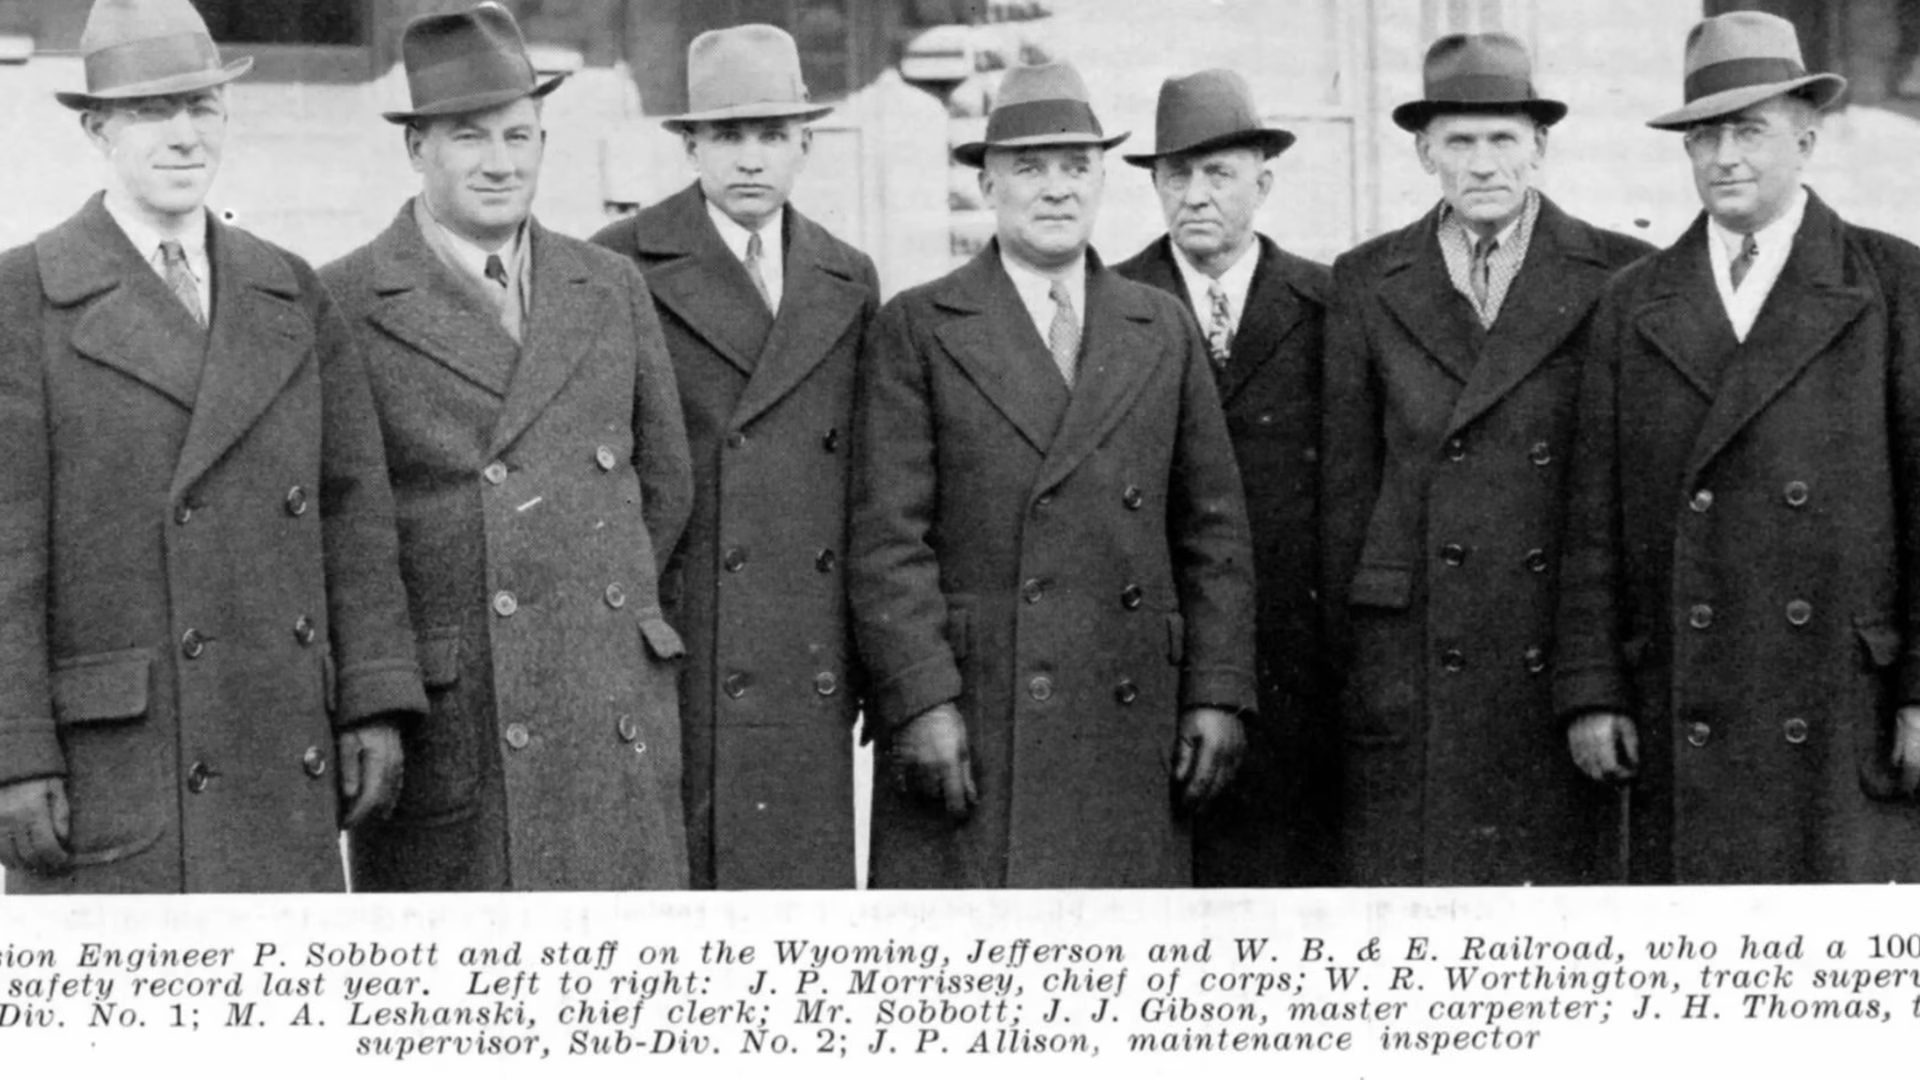 sion Engineer P. Sobbott and staff on the Wyoming, Jefferson and W. B. & E. Railroad, who had a 100
safety record last year. Left to right: J. P. Morrissey, chief of corps; W. R. Worthington, track superv
Div. No. 1; M. A. Leshanski, chief clerk; Mr. Sobbott; J. J. Gibson, master carpenter; J. H. Thomas, t
supervisor, Sub-Div. No. 2; J. P. Allison, maintenance inspector